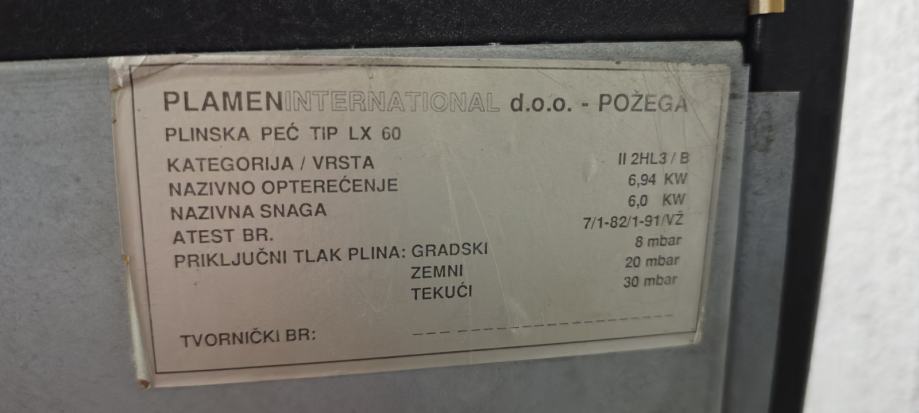 PLAMEN INTERNATIONAL d.o.o. - POŽEGA
PLINSKA PEĆ TIP LX 60
KATEGORIJA / VRSTA II 2HL3 / B
NAZIVNO OPTEREĆENJE 6,94 KW
NAZIVNA SNAGA 6,0 KW
ATEST BR. 7/1-82/1-91/VŽ
PRIKLJUČNI TLAK PLINA: GRADSKI 8 mbar
ZEMNI 20 mbar
TEKUĆI 30 mbar
TVORNIČKI BR: